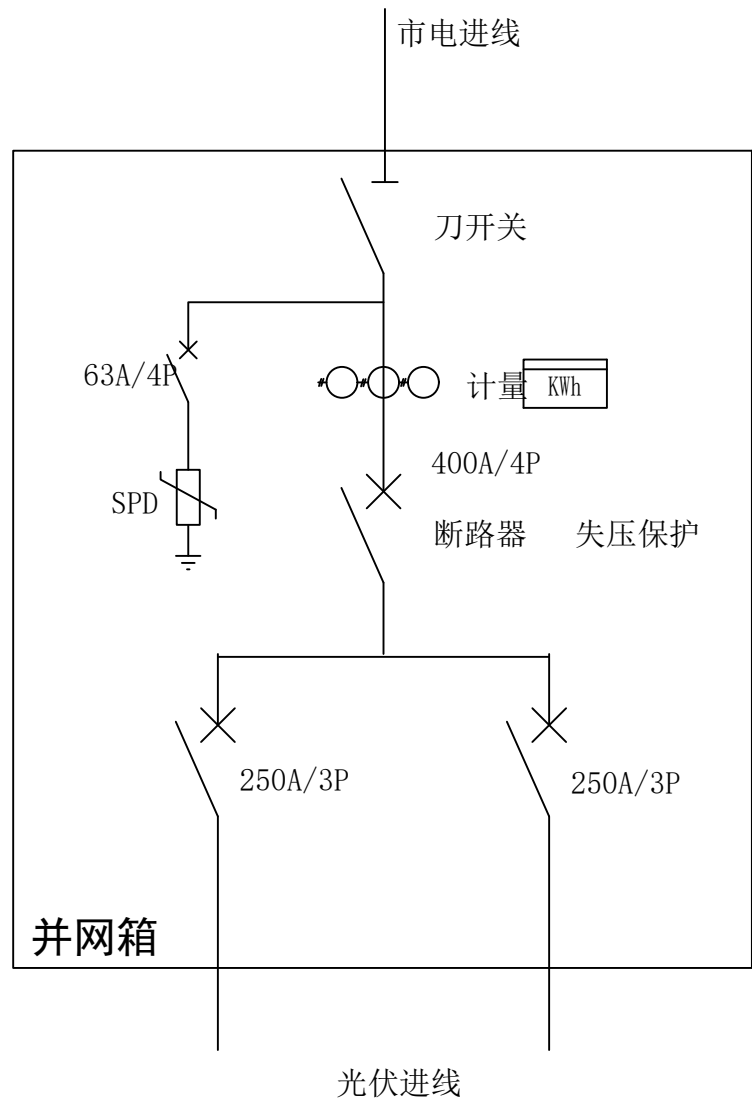 市电进线
刀开关
63A/4P
计量 KWh
400A/4P
SPD
断路器 失压保护
250A/3P
250A/3P
并网箱
光伏进线